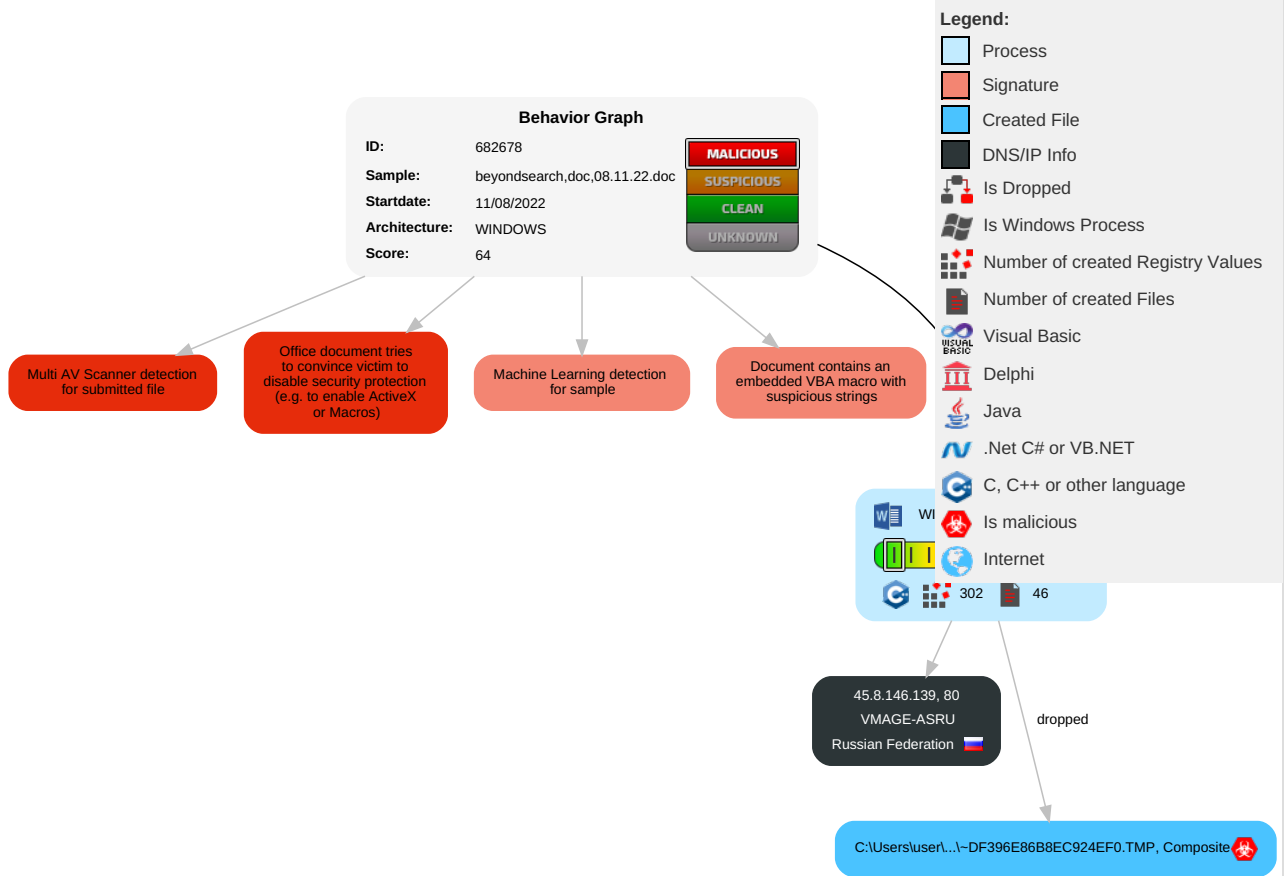 Legend:
Process
Signature
Created File
DNS/IP Info
Is Dropped
Is Windows Process
Number of created Registry Values
Number of created Files
VISUAL
BASIC
Visual Basic
Delphi
Java
.Net C# or VB.NET
C, C++ or other language
Is malicious
Internet
Behavior Graph
ID: 682678
Sample: beyondsearch,doc,08.11.22.doc
Startdate: 11/08/2022
Architecture: WINDOWS
Score: 64
MALICIOUS
SUSPICIOUS
CLEAN
UNKNOWN
Multi AV Scanner detection
for submitted file
Office document tries
to convince victim to
disable security protection
(e.g. to enable ActiveX
or Macros)
Machine Learning detection
for sample
Document contains an
embedded VBA macro with
suspicious strings
302
46
45.8.146.139, 80
VMAGE-ASRU
Russian Federation
dropped
C:\Users\user\...\~DF396E86B8EC924EF0.TMP, Composite